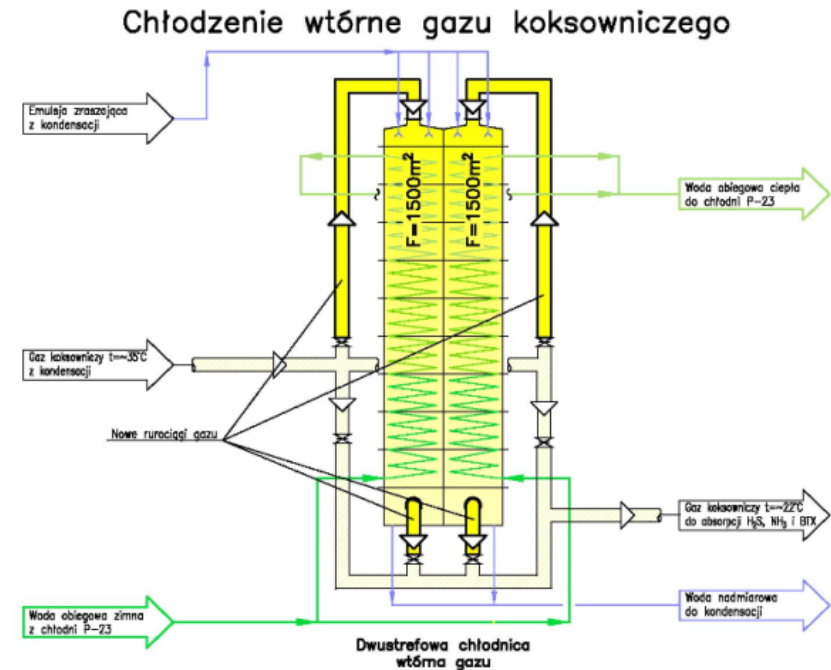 Chłodzenie wtórne gazu koksowniczego
Emulsja zraszająca
z kondensacji
F=1500m²
F=1500m²
Woda obiegowa ciepła
do chłodni P-23
Gaz koksowniczy t=~35°C
z kondensacji
Nowe rurociągi gazu
Gaz koksowniczy t=~22°C
do absorpcji H₂S, NH₃ i BTX
Woda obiegowa zimna
z chłodni P-23
Woda nadmiarowa
do kondensacji
Dwustrefowa chłodnica
wtórna gazu